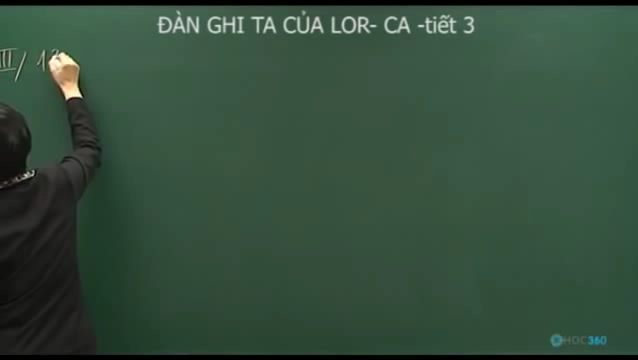 ĐÀN GHI TA CỦA LOR- CA -tiết 3
III/ 1
HOC360